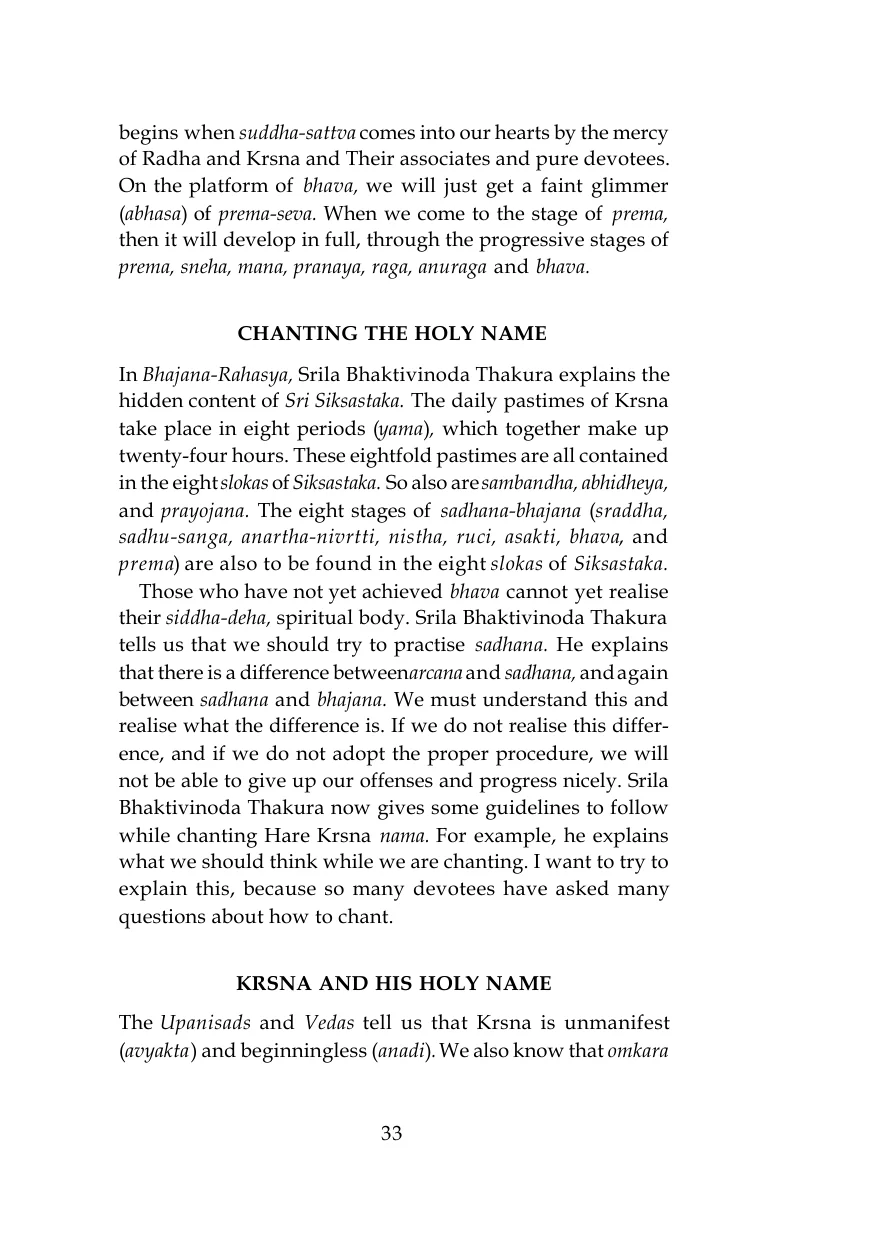 begins when suddha-sattva comes into our hearts by the mercy
of Radha and Krsna and Their associates and pure devotees.
On the platform of bhava, we will just get a faint glimmer
(abhasa) of prema-seva. When we come to the stage of prema,
then it will develop in full, through the progressive stages of
prema, sneha, mana, pranaya, raga, anuraga and bhava.
CHANTING THE HOLY NAME
In Bhajana-Rahasya, Srila Bhaktivinoda Thakura explains the
hidden content of Sri Siksastaka. The daily pastimes of Krsna
take place in eight periods (yama), which together make up
twenty-four hours. These eightfold pastimes are all contained
in the eight slokas of Siksastaka. So also are sambandha, abhidheya,
and prayojana. The eight stages of sadhana-bhajana (sraddha,
sadhu-sanga, anartha-nivrtti, nistha, ruci, asakti, bhava, and
prema) are also to be found in the eight slokas of Siksastaka.
Those who have not yet achieved bhava cannot yet realise
their siddha-deha, spiritual body. Srila Bhaktivinoda Thakura
tells us that we should try to practise sadhana. He explains
that there is a difference between arcana and sadhana, and again
between sadhana and bhajana. We must understand this and
realise what the difference is. If we do not realise this differ-
ence, and if we do not adopt the proper procedure, we will
not be able to give up our offenses and progress nicely. Srila
Bhaktivinoda Thakura now gives some guidelines to follow
while chanting Hare Krsna nama. For example, he explains
what we should think while we are chanting. I want to try to
explain this, because so many devotees have asked many
questions about how to chant.
KRSNA AND HIS HOLY NAME
The Upanisads and Vedas tell us that Krsna is unmanifest
(avyakta) and beginningless (anadi). We also know that omkara
33